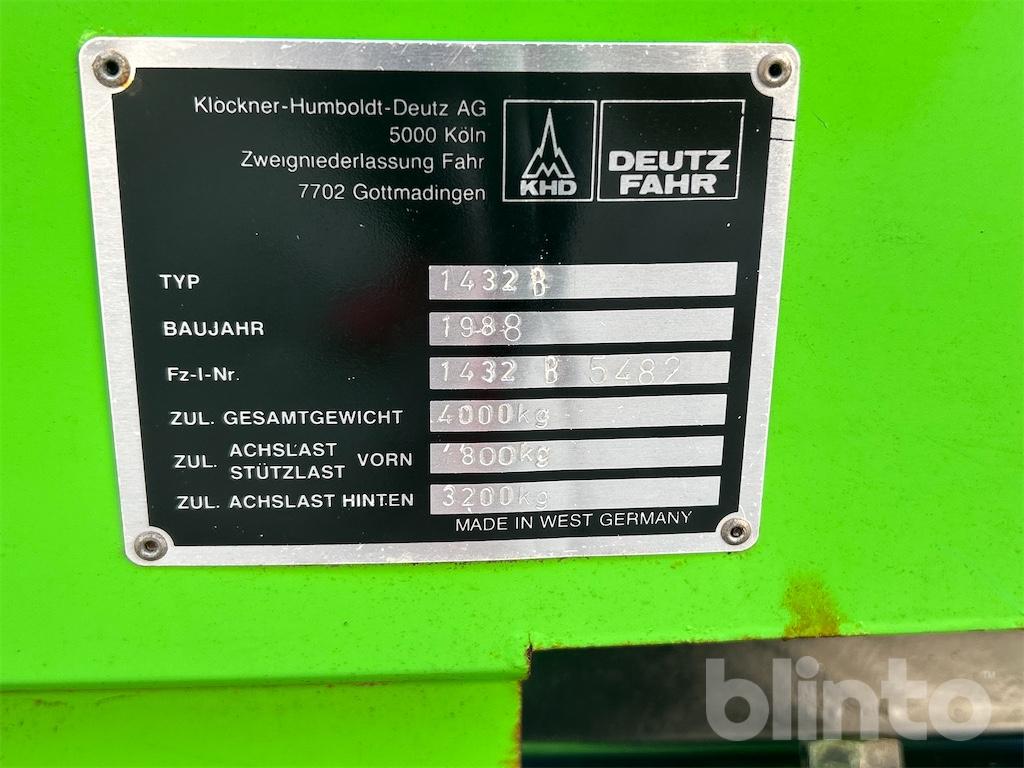 Klöckner-Humboldt-Deutz AG
5000 Köln
Zweigniederlassung Fahr
7702 Gottmadingen
KHD
DEUTZ
FAHR
TYP 1432 B
BAUJAHR 1988
Fz-I-Nr. 1432 B 5482
ZUL. GESAMTGEWICHT 4000kg
ZUL. ACHSLAST STÜTZLAST VORN 800kg
ZUL. ACHSLAST HINTEN 3200kg
MADE IN WEST GERMANY
blinto™